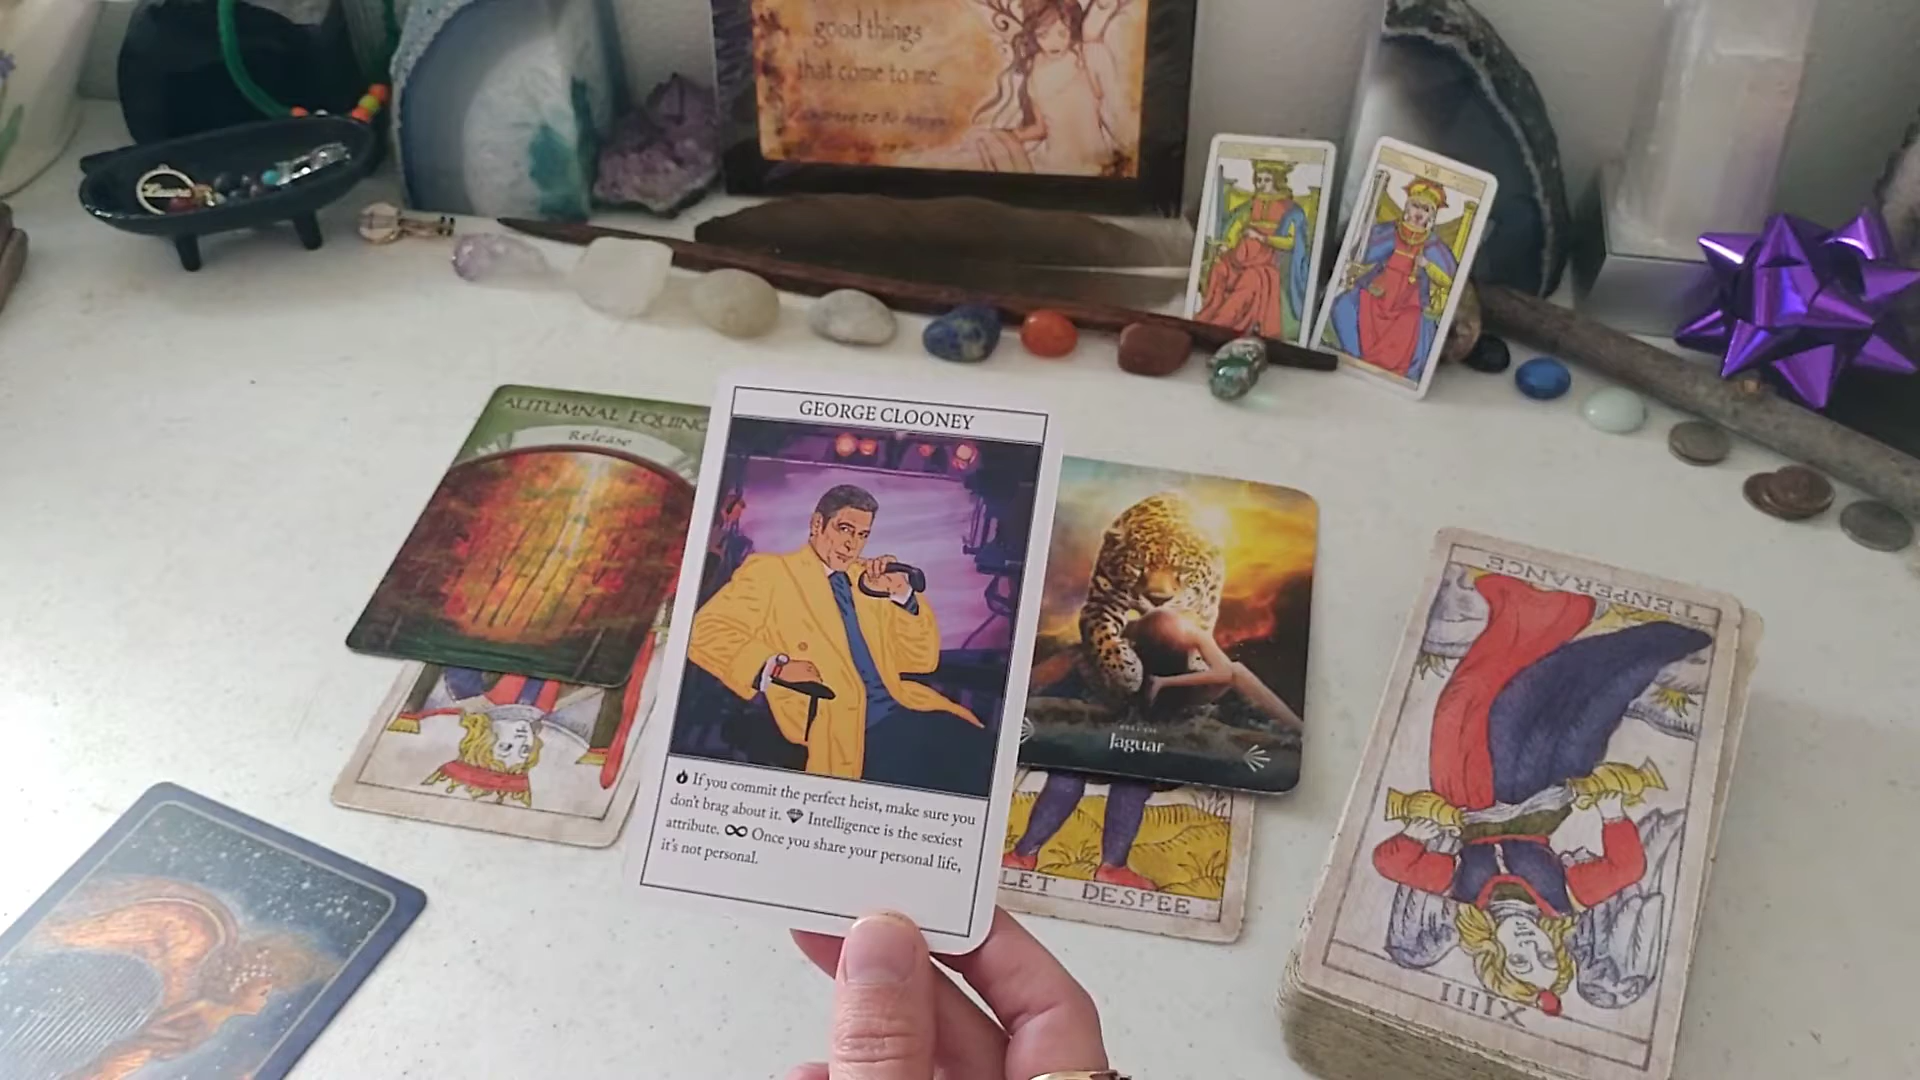 good things
that come to me.
VII
AUTUMNAL EQUINO
Release
GEORGE CLOONEY
If you commit the perfect heist, make sure you
don't brag about it. Intelligence is the sexiest
attribute. Once you share your personal life,
it's not personal.
Jaguar
LET DESPEE
TENPERANCE
XIIII